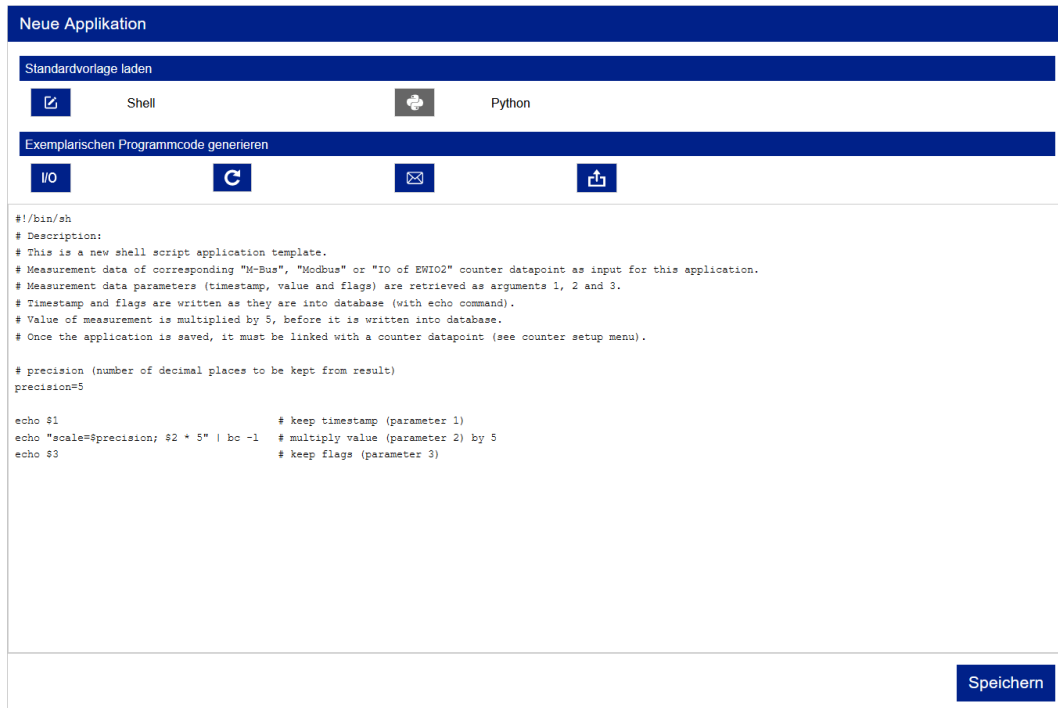 Neue Applikation
Standardvorlage laden
Shell Python
Exemplarischen Programmcode generieren
I/O
#!/bin/sh
# Description:
# This is a new shell script application template.
# Measurement data of corresponding "M-Bus", "Modbus" or "IO of EWIO2" counter datapoint as input for this application.
# Measurement data parameters (timestamp, value and flags) are retrieved as arguments 1, 2 and 3.
# Timestamp and flags are written as they are into database (with echo command).
# Value of measurement is multiplied by 5, before it is written into database.
# Once the application is saved, it must be linked with a counter datapoint (see counter setup menu).
# precision (number of decimal places to be kept from result)
precision=5
echo $1 # keep timestamp (parameter 1)
echo "scale=$precision; $2 * 5" | bc -l # multiply value (parameter 2) by 5
echo $3 # keep flags (parameter 3)
Speichern